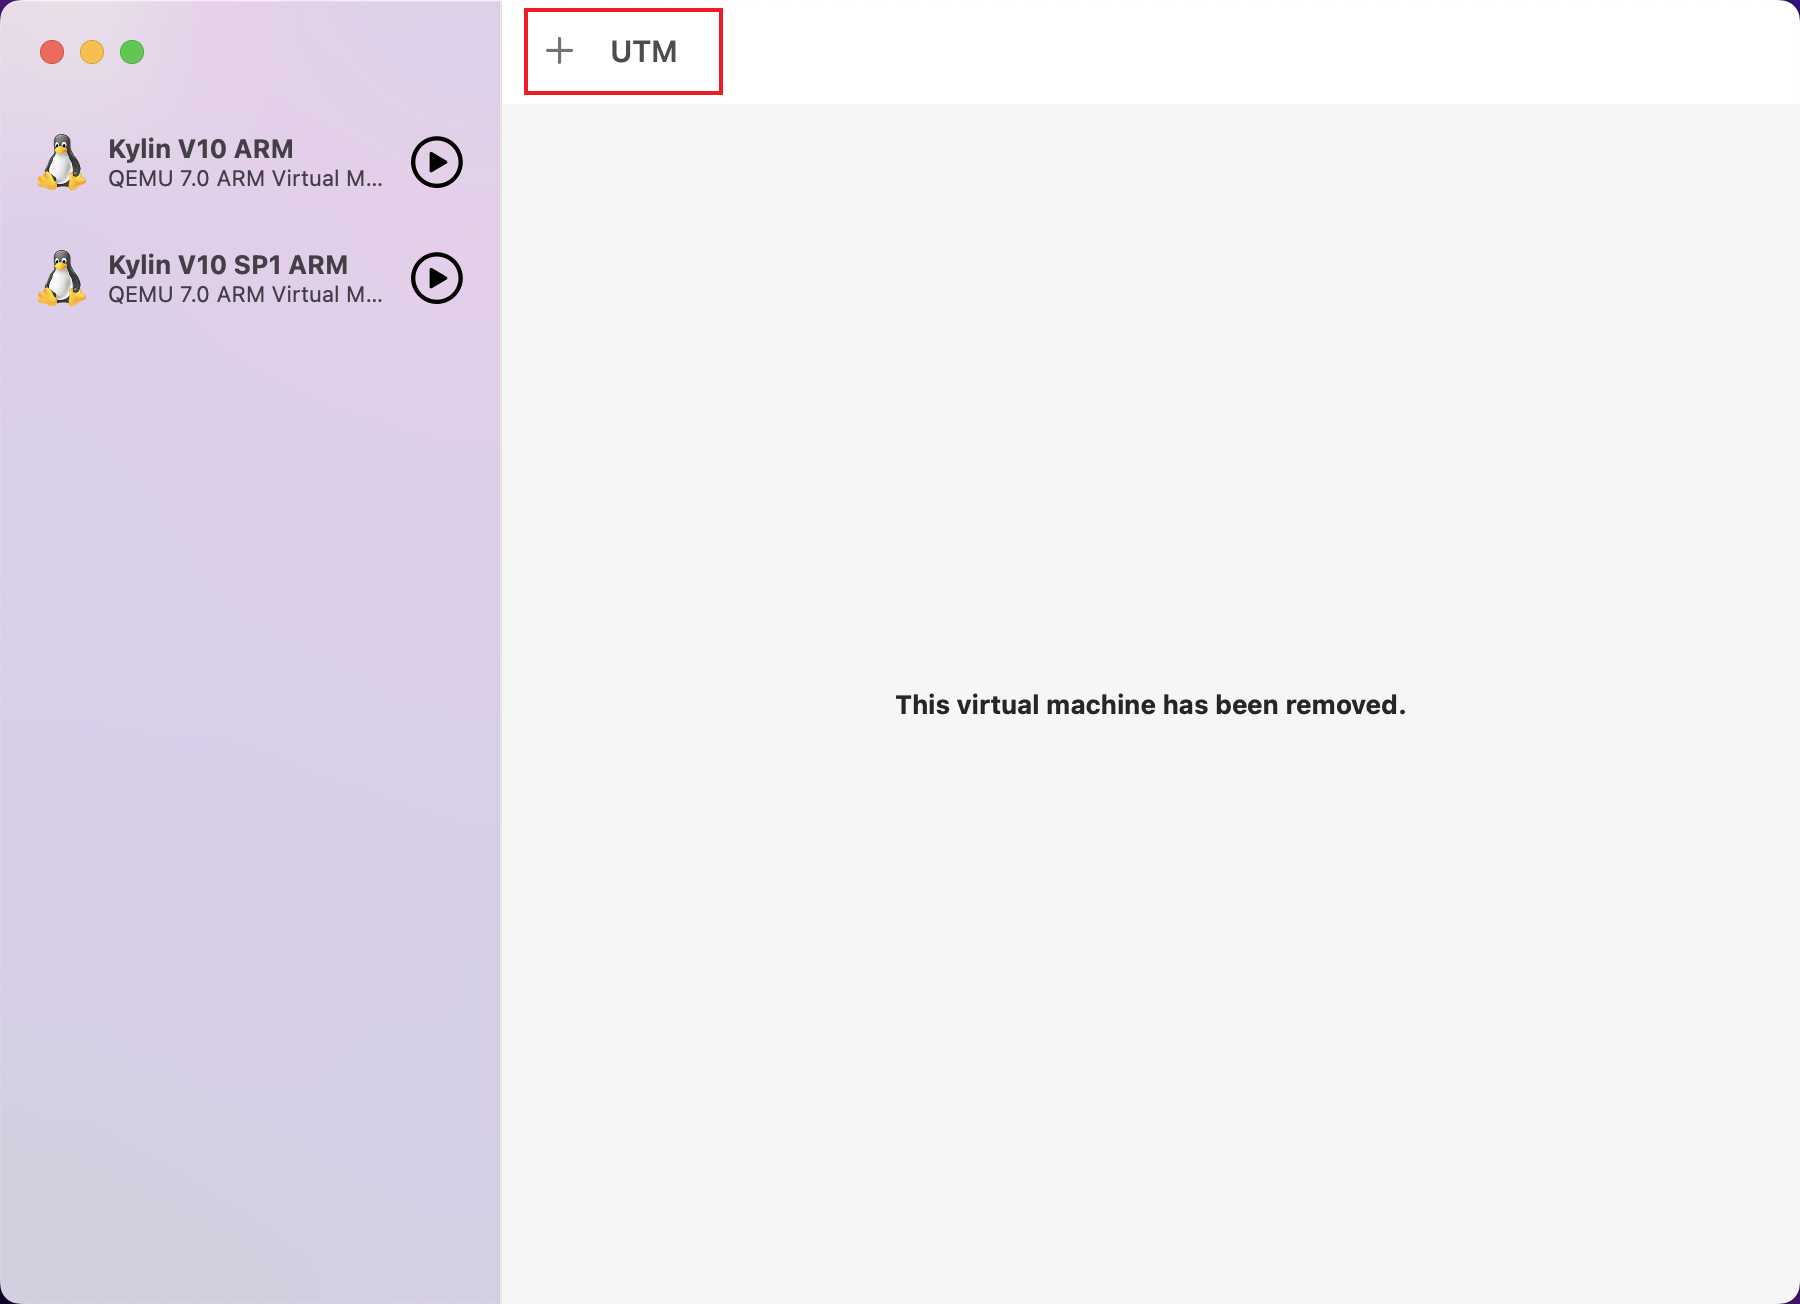 UTM
Kylin V10 ARM
QEMU 7.0 ARM Virtual M...
Kylin V10 SP1 ARM
QEMU 7.0 ARM Virtual M...
This virtual machine has been removed.